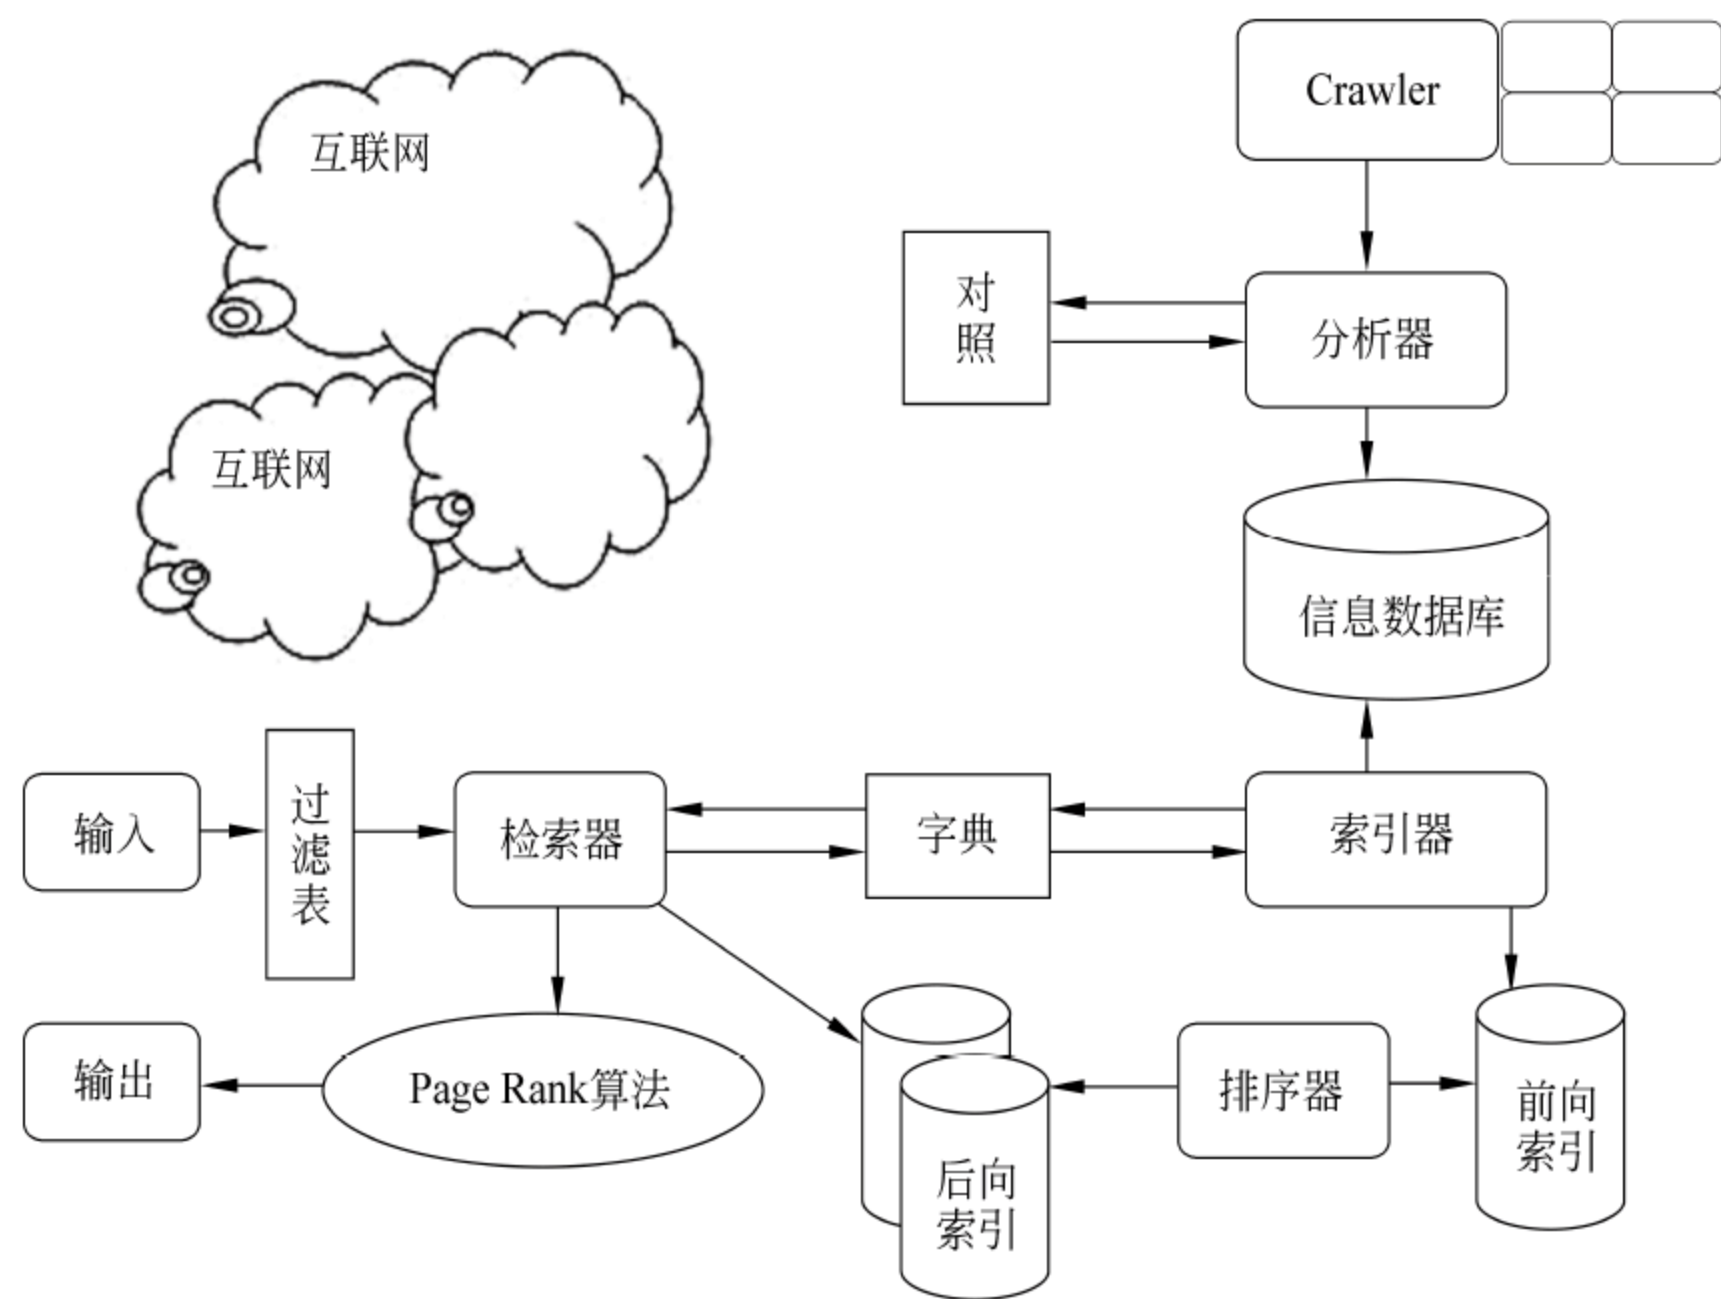 互联网
Crawler
对
照
分析器
互联网
信息数据库
输入
过
滤
表
检索器
字典
索引器
输出
Page Rank算法
后向
索引
排序器
前向
索引